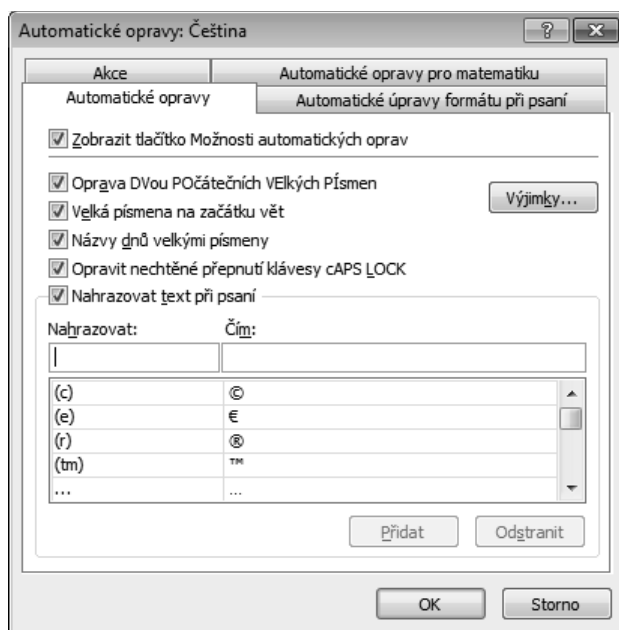 Automatické opravy: Čeština
Akce
Automatické opravy pro matematiku
Automatické opravy
Automatické úpravy formátu při psaní
Zobrazit tlačítko Možnosti automatických oprav
Oprava DVou POčátečních VElkých PÍsmen
Výjimky...
Velká písmena na začátku vět
Názvy dnů velkými písmeny
Opravit nechtěné přepnutí klávesy cAPS LOCK
Nahrazovat text při psaní
Nahrazovat: Čím:
(c) ©
(e) €
(r) ®
(tm) ™
... …
Přidat Odstranit
OK Storno